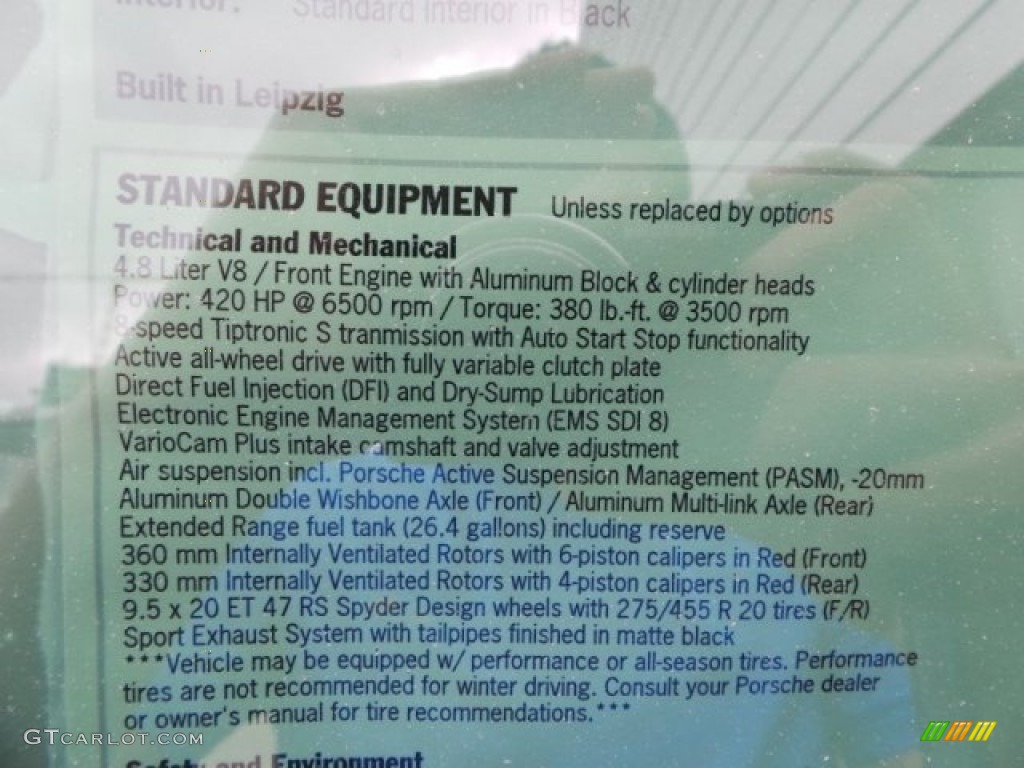 Interior: Standard Interior in Black
Built in Leipzig
STANDARD EQUIPMENT Unless replaced by options
Technical and Mechanical
4.8 Liter V8 / Front Engine with Aluminum Block & cylinder heads
Power: 420 HP @ 6500 rpm / Torque: 380 lb.-ft. @ 3500 rpm
8-speed Tiptronic S tranmission with Auto Start Stop functionality
Active all-wheel drive with fully variable clutch plate
Direct Fuel Injection (DFI) and Dry-Sump Lubrication
Electronic Engine Management System (EMS SDI 8)
VarioCam Plus intake camshaft and valve adjustment
Air suspension incl. Porsche Active Suspension Management (PASM), -20mm
Aluminum Double Wishbone Axle (Front) / Aluminum Multi-link Axle (Rear)
Extended Range fuel tank (26.4 gallons) including reserve
360 mm Internally Ventilated Rotors with 6-piston calipers in Red (Front)
330 mm Internally Ventilated Rotors with 4-piston calipers in Red (Rear)
9.5 x 20 ET 47 RS Spyder Design wheels with 275/455 R 20 tires (F/R)
Sport Exhaust System with tailpipes finished in matte black
***Vehicle may be equipped w/ performance or all-season tires. Performance
tires are not recommended for winter driving. Consult your Porsche dealer
or owner's manual for tire recommendations.***
Safety and Environment
GTCARLOT.COM